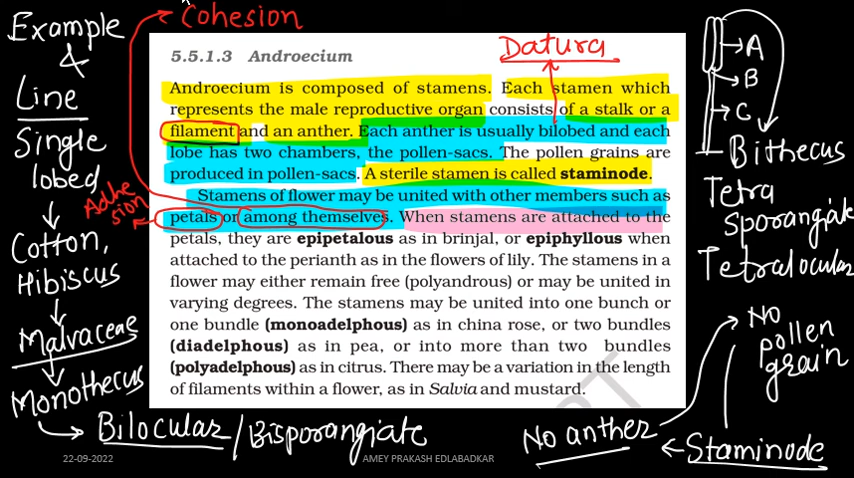 Cohesion
Example
&
Line
Single
lobed
Cotton,
Hibiscus
Malvaceae
Monothecus
Bilocular / Bisporangiate
Adhe
sion
Datura
5.5.1.3 Androecium
Androecium is composed of stamens. Each stamen which
represents the male reproductive organ consists of a stalk or a
filament and an anther. Each anther is usually bilobed and each
lobe has two chambers, the pollen-sacs. The pollen grains are
produced in pollen-sacs. A sterile stamen is called staminode.
Stamens of flower may be united with other members such as
petals or among themselves. When stamens are attached to the
petals, they are epipetalous as in brinjal, or epiphyllous when
attached to the perianth as in the flowers of lily. The stamens in a
flower may either remain free (polyandrous) or may be united in
varying degrees. The stamens may be united into one bunch or
one bundle (monoadelphous) as in china rose, or two bundles
(diadelphous) as in pea, or into more than two bundles
(polyadelphous) as in citrus. There may be a variation in the length
of filaments within a flower, as in Salvia and mustard.
A
B
C
Bithecus
Tetra
Sporangiate
Tetralocular
No
pollen
grain
No anther
Staminode
22-09-2022
AMEY PRAKASH EDLABADKAR